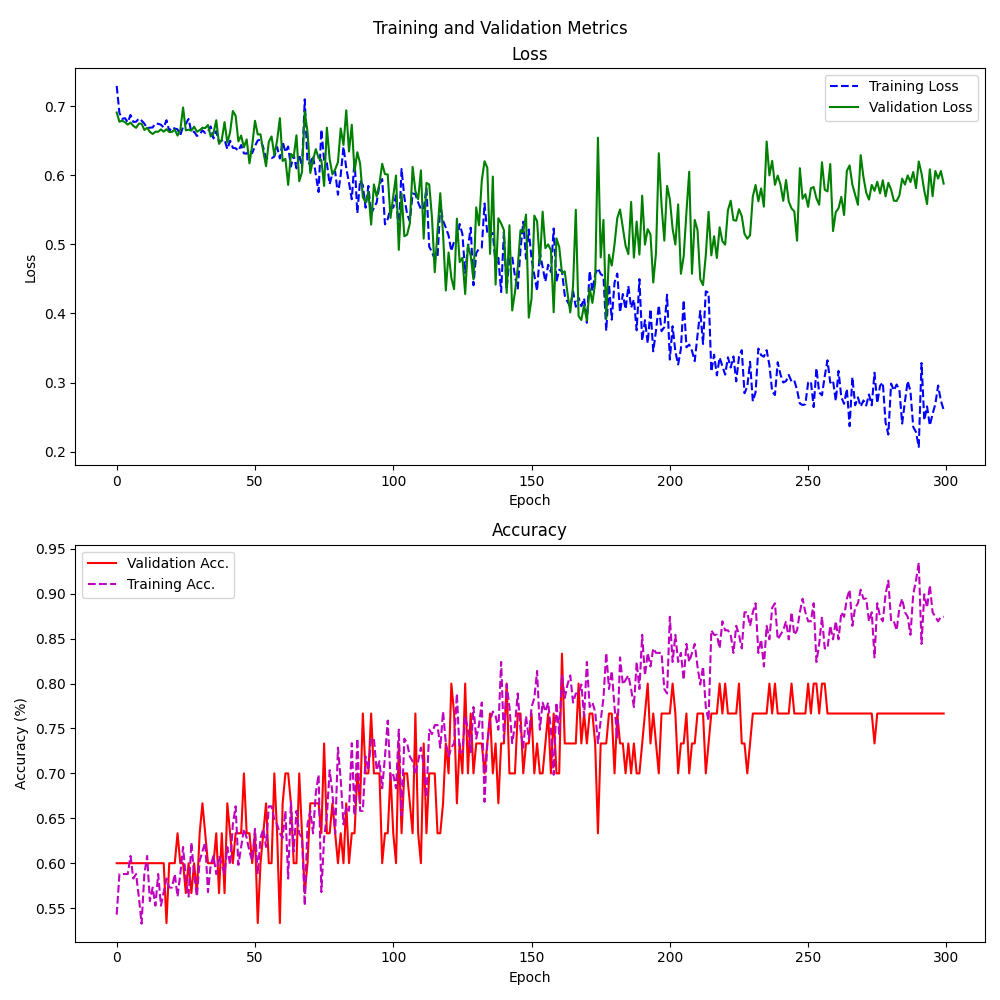 Training and Validation Metrics
Loss
Training Loss
Validation Loss
0.7
0.6
0.5
0.4
0.3
0.2
Loss
0 50 100 150 200 250 300
Epoch
Accuracy
Validation Acc.
Training Acc.
0.95
0.90
0.85
0.80
0.75
0.70
0.65
0.60
0.55
Accuracy (%)
0 50 100 150 200 250 300
Epoch